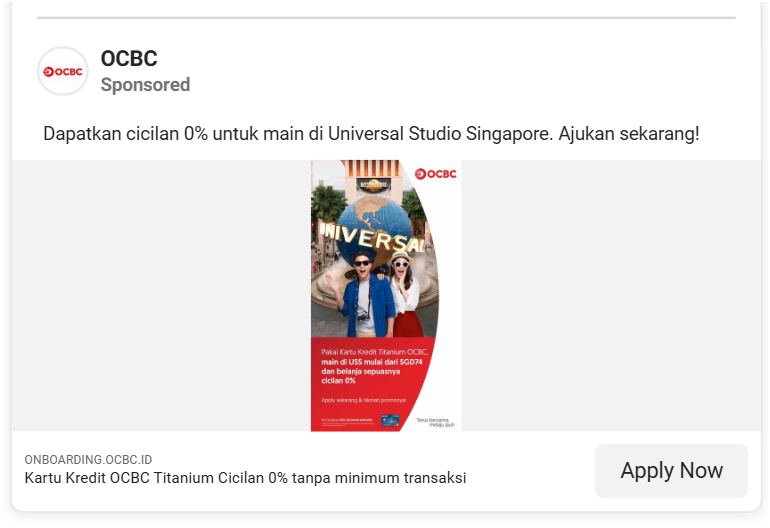 OCBC
OCBC
Sponsored
Dapatkan cicilan 0% untuk main di Universal Studio Singapore. Ajukan sekarang!
OCBC
UNIVERSAL
Pakai Kartu Kredit Titanium OCBC,
main di USS mulai dari SGD74
dan belanja sepuasnya
cicilan 0%
Apply sekarang & nikmati promonya!
Terus bersama,
melaju jauh
ONBOARDING.OCBC.ID
Kartu Kredit OCBC Titanium Cicilan 0% tanpa minimum transaksi
Apply Now